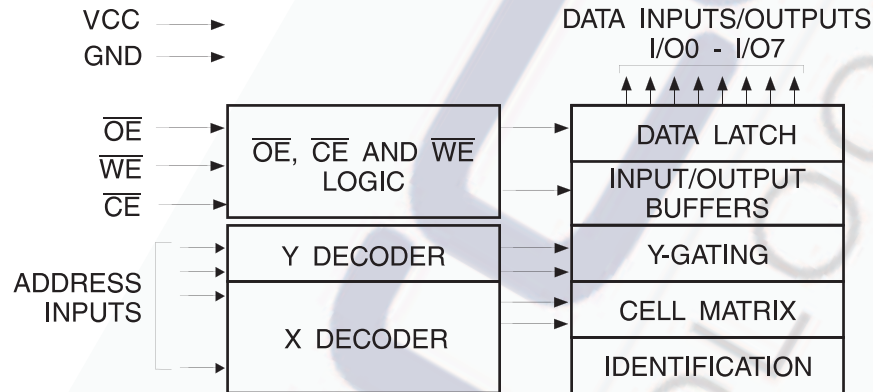 VCC
GND
DATA INPUTS/OUTPUTS
I/O0 - I/O7
OE
WE
CE
OE, CE AND WE
LOGIC
DATA LATCH
INPUT/OUTPUT
BUFFERS
ADDRESS
INPUTS
Y DECODER
Y-GATING
X DECODER
CELL MATRIX
IDENTIFICATION